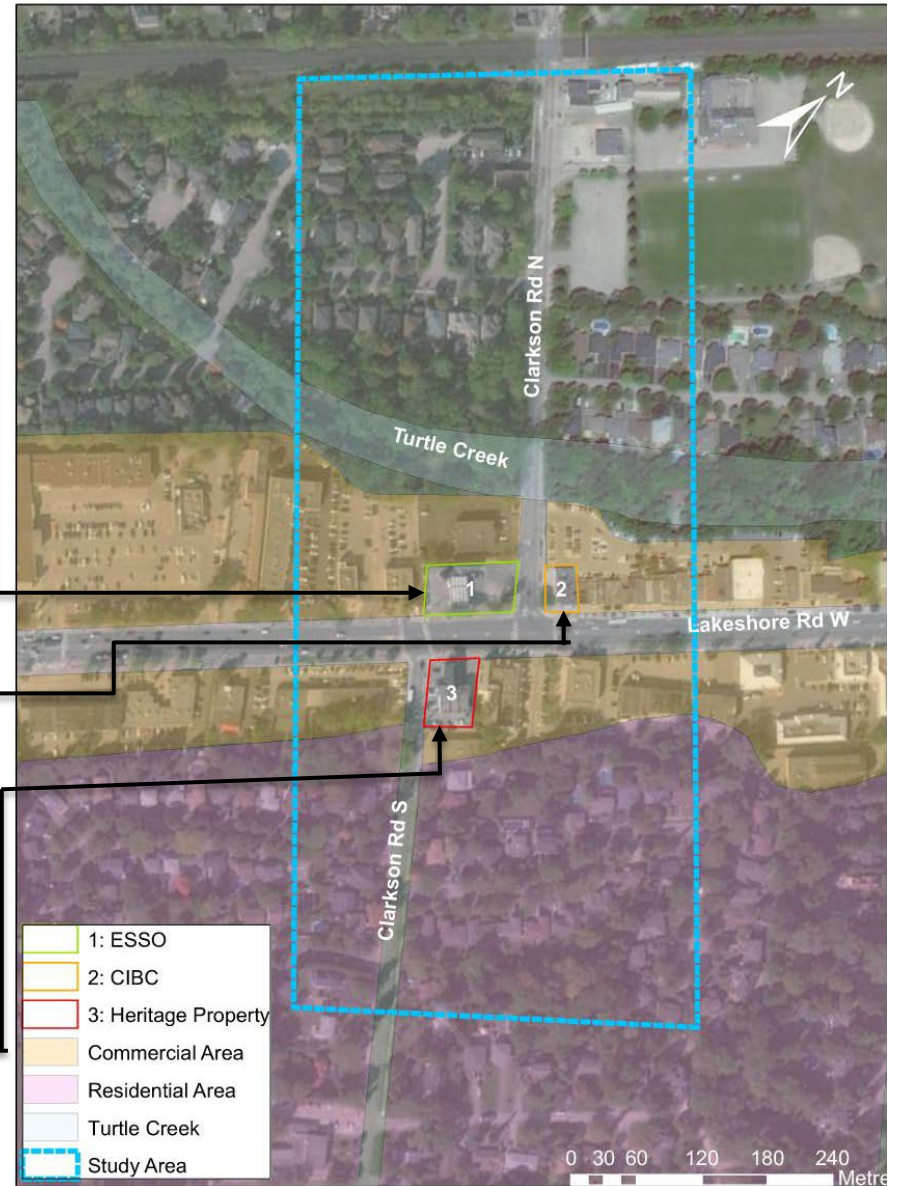 N
Clarkson Rd N
Turtle Creek
1
2
Lakeshore Rd W
3
Clarkson Rd S
1: ESSO
2: CIBC
3: Heritage Property
Commercial Area
Residential Area
Turtle Creek
Study Area
0 30 60 120 180 240
Metre